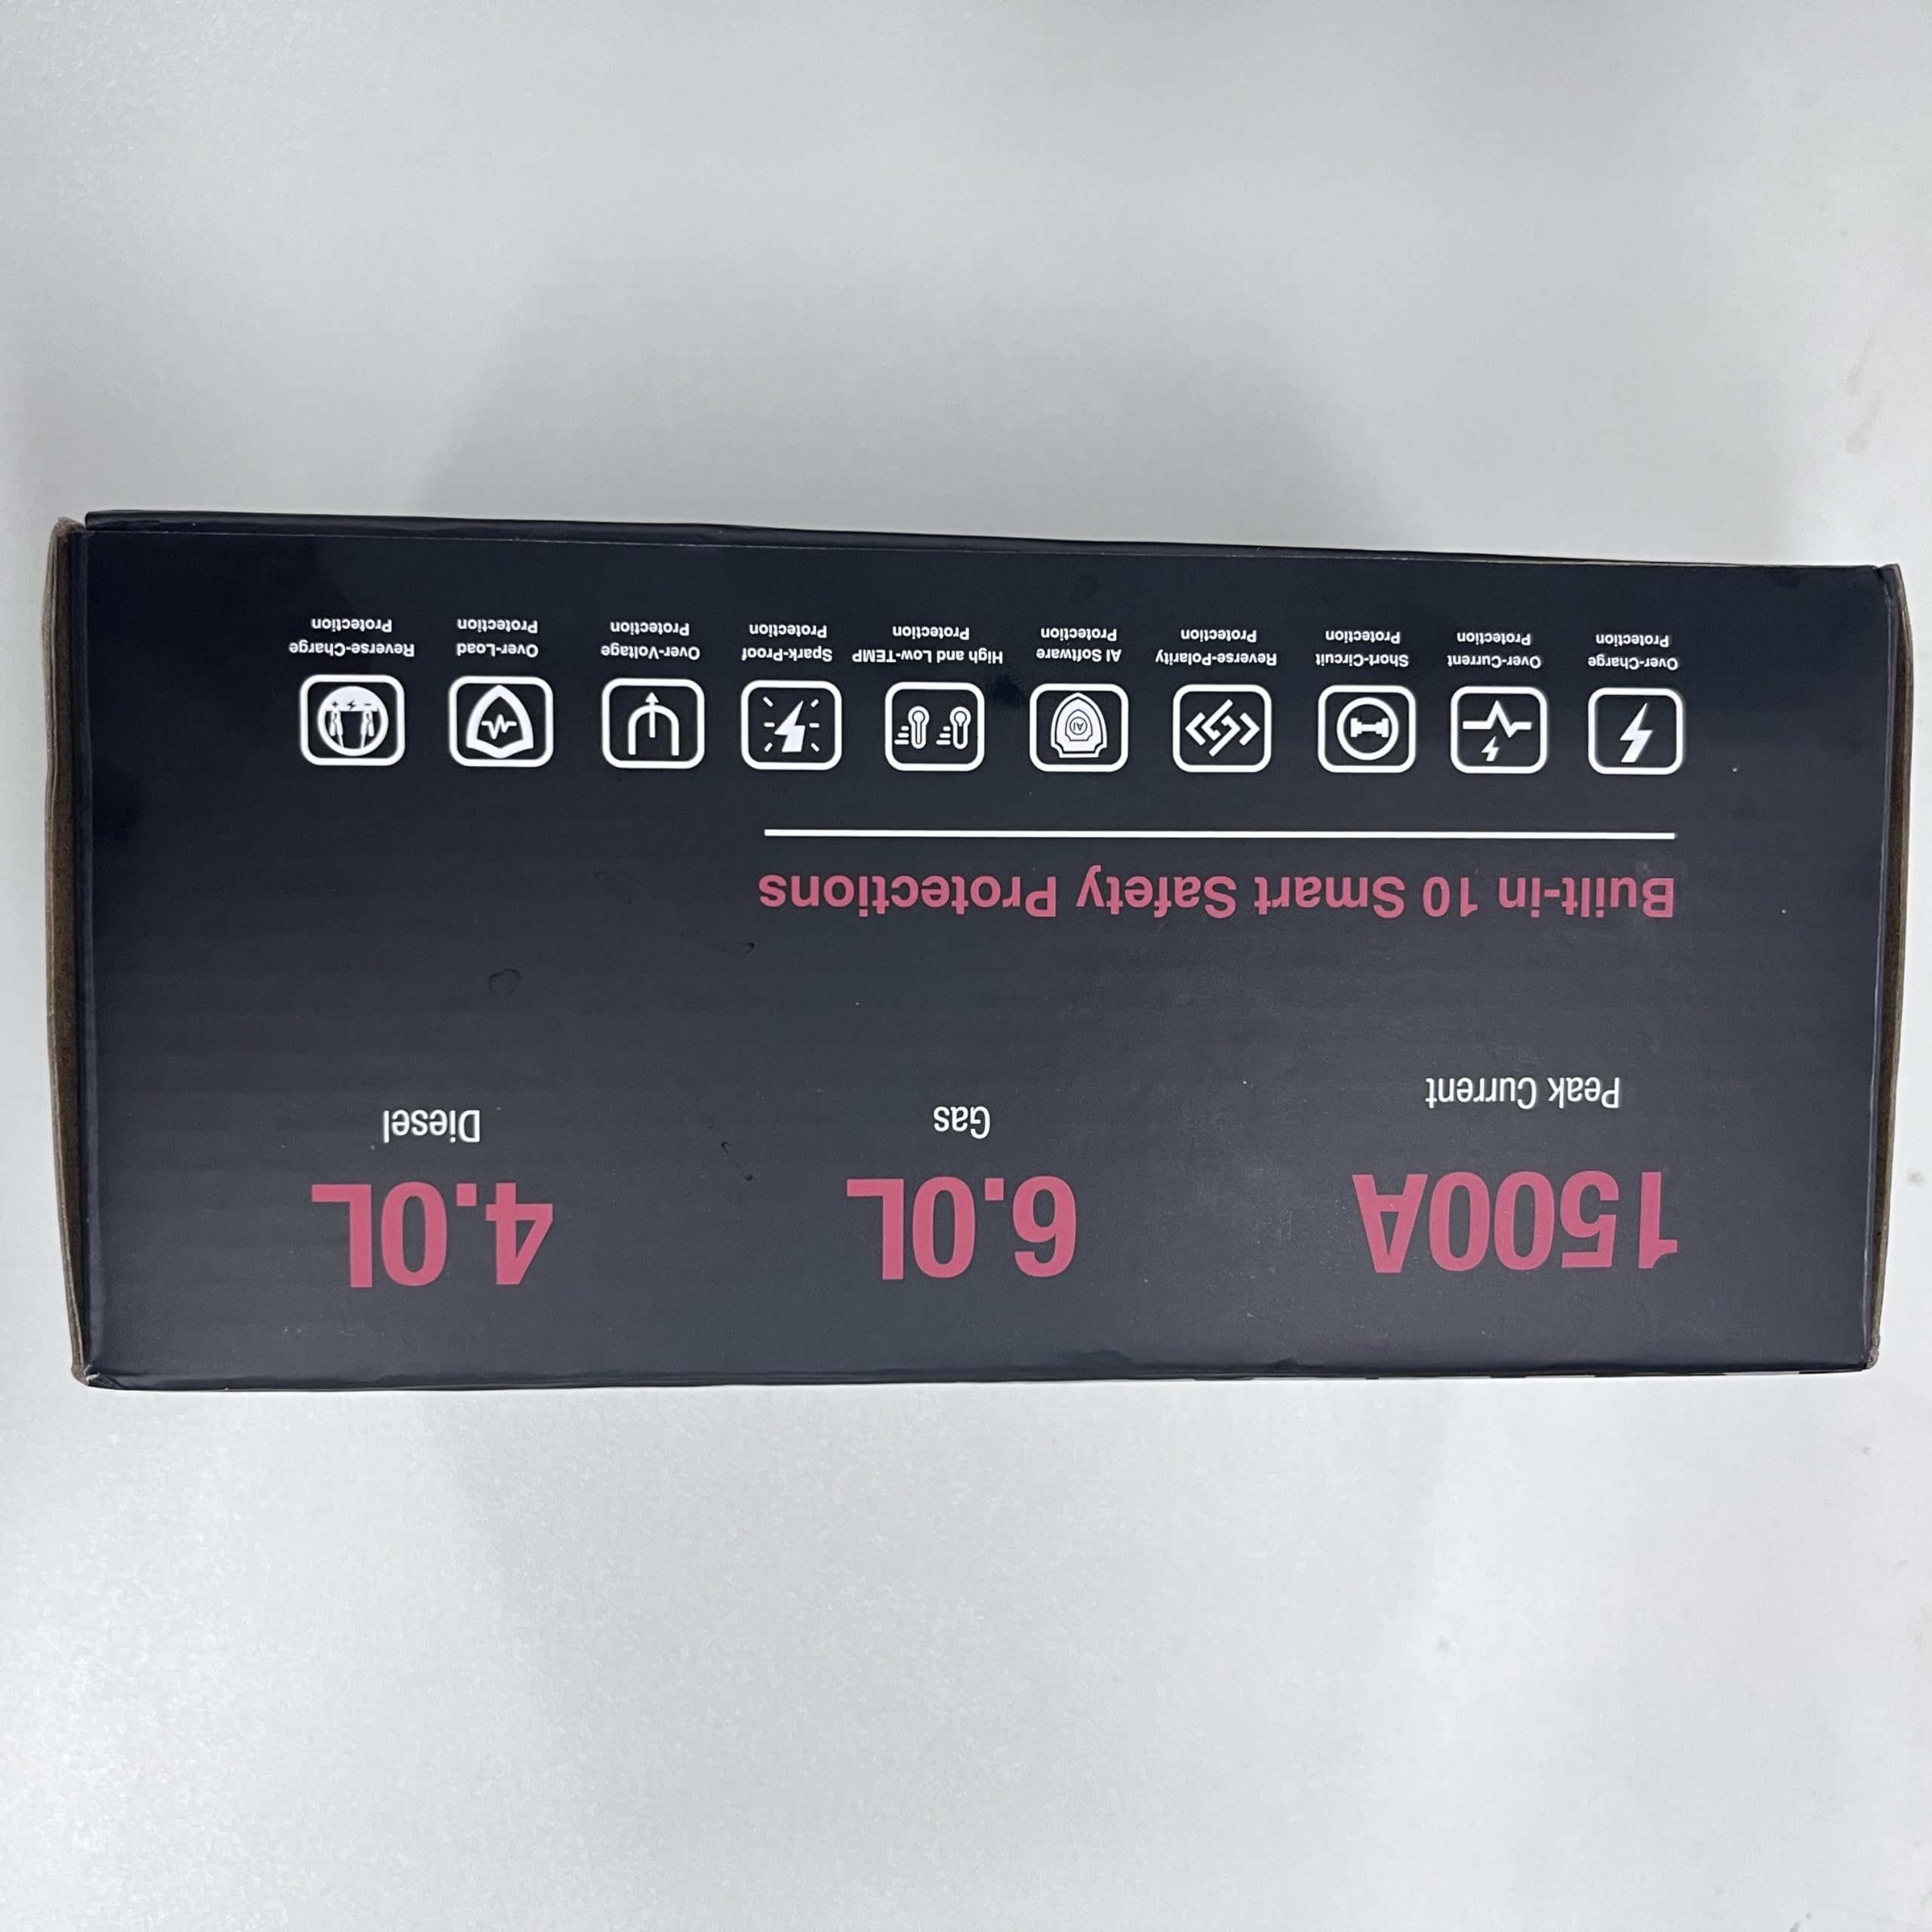 1500A
Peak Current
6.0L
Gas
4.0L
Diesel
Built-in 10 Smart Safety Protections
Over-Charge
Protection
Over-Current
Protection
Short-Circuit
Protection
Reverse-Polarity
Protection
AI
AI Software
Protection
High and Low-TEMP
Protection
Spark-Proof
Protection
Over-Voltage
Protection
Over-Load
Protection
Reverse-Charge
Protection